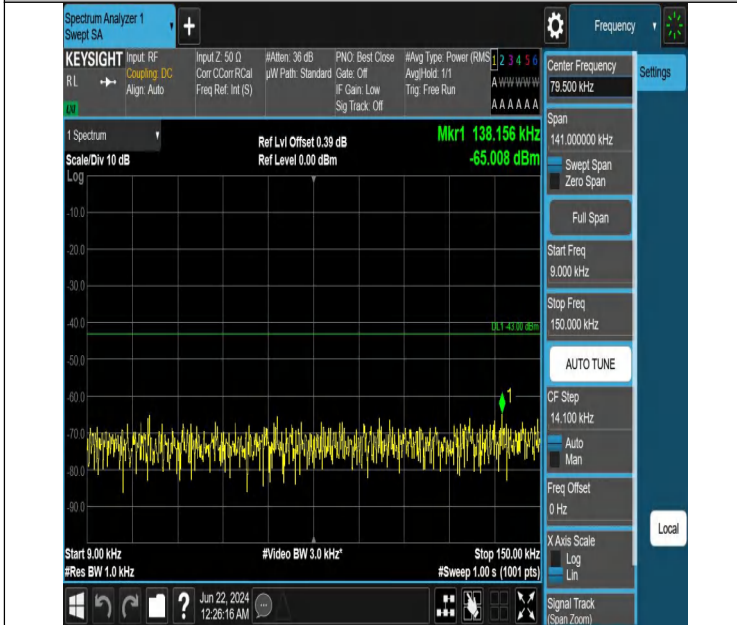 Spectrum Analyzer 1
Swept SA
+
Frequency
KEYSIGHT
RL
Input: RF
Coupling: DC
Align: Auto
Input Z: 50 Ω
Corr CCorr RCal
Freq Ref: Int (S)
#Atten: 36 dB
µW Path: Standard
PNO: Best Close
Gate: Off
IF Gain: Low
Sig Track: Off
#Avg Type: Power (RMS
Avg|Hold: 1/1
Trig: Free Run
1 2 3 4 5 6
A W W W W W
A A A A A A
1 Spectrum
Scale/Div 10 dB
Log
Ref Lvl Offset 0.39 dB
Ref Level 0.00 dBm
Mkr1 138.156 kHz
-65.008 dBm
-10.0
-20.0
-30.0
-40.0
DL1 -43.00 dBm
-50.0
-60.0
1
-70.0
-80.0
-90.0
Start 9.00 kHz
#Res BW 1.0 kHz
#Video BW 3.0 kHz*
Stop 150.00 kHz
#Sweep 1.00 s (1001 pts)
Center Frequency
79.500 kHz
Settings
Span
141.000000 kHz
Swept Span
Zero Span
Full Span
Start Freq
9.000 kHz
Stop Freq
150.000 kHz
AUTO TUNE
CF Step
14.100 kHz
Auto
Man
Freq Offset
0 Hz
X Axis Scale
Log
Lin
Local
Signal Track
(Span Zoom)
?
Jun 22, 2024
12:26:16 AM